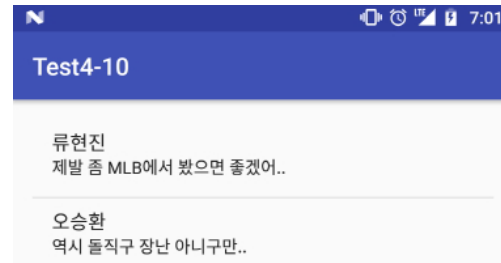 LTE 7:01
Test4-10
류현진
제발 좀 MLB에서 봤으면 좋겠어..
오승환
역시 돌직구 장난 아니구만..